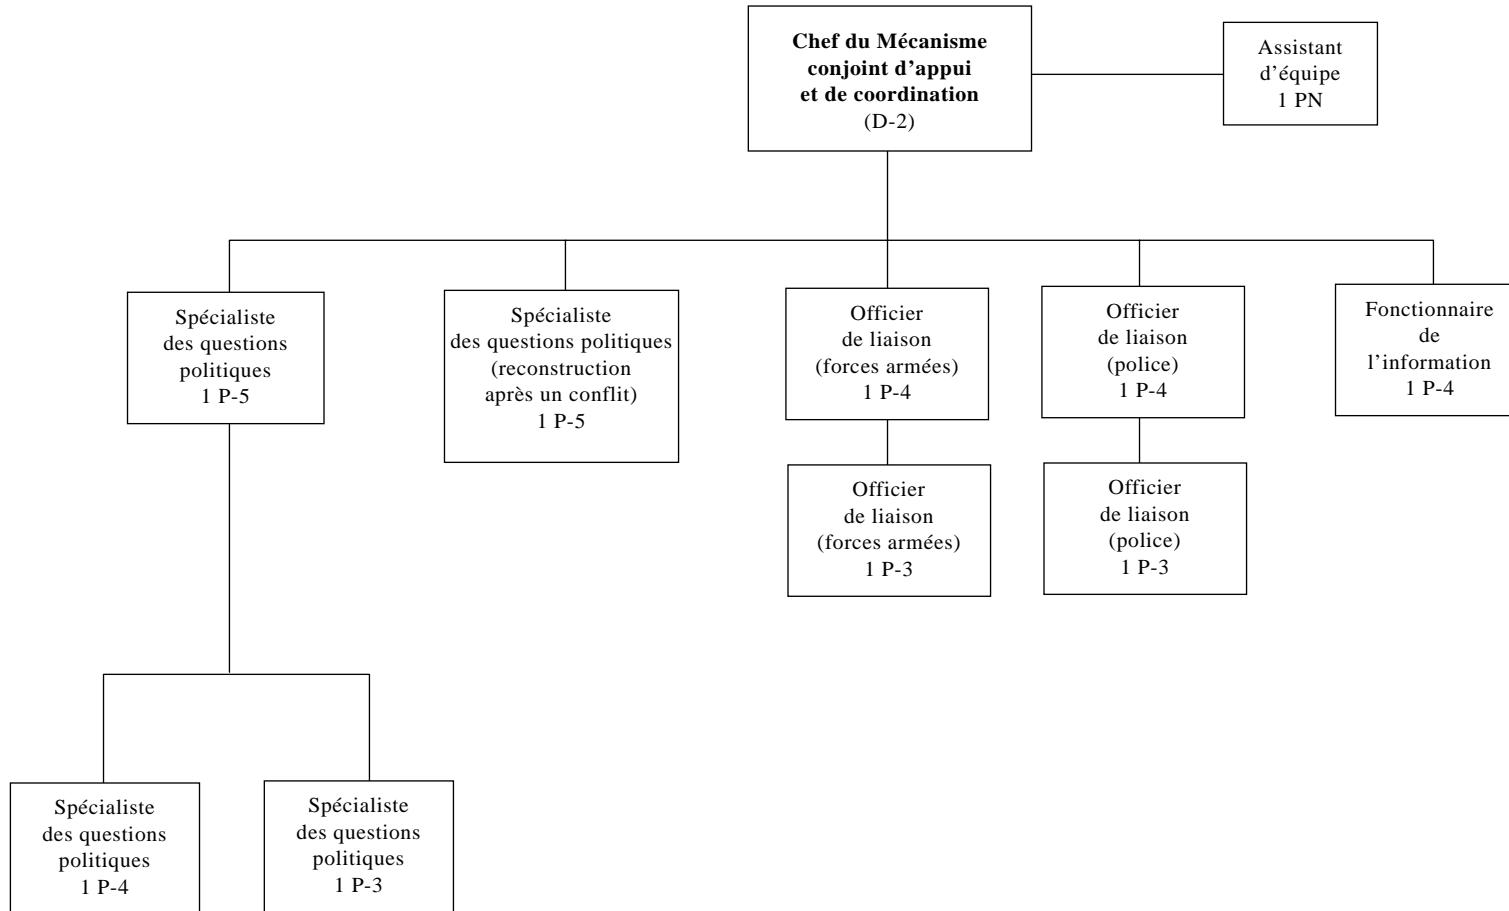 Chef du Mécanisme
conjoint d’appui
et de coordination
(D-2)
Assistant
d’équipe
1 PN
Spécialiste
des questions
politiques
1 P-5
Spécialiste
des questions politiques
(reconstruction
après un conflit)
1 P-5
Officier
de liaison
(forces armées)
1 P-4
Officier
de liaison
(police)
1 P-4
Fonctionnaire
de
l’information
1 P-4
Officier
de liaison
(forces armées)
1 P-3
Officier
de liaison
(police)
1 P-3
Spécialiste
des questions
politiques
1 P-4
Spécialiste
des questions
politiques
1 P-3